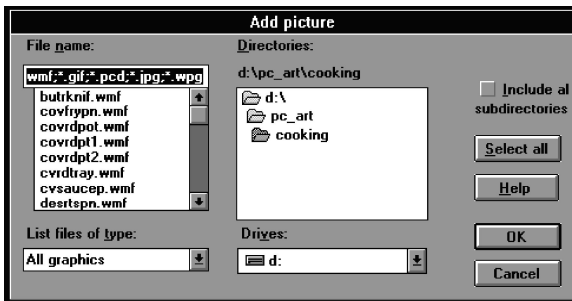 Add picture
File name:
wmf;*.gif;*.pcd;*.jpg;*.wpg
butrknif.wmf
covfrypn.wmf
covrdpot.wmf
covrdpt1.wmf
covrdpt2.wmf
cvrdtray.wmf
cvsaucep.wmf
desrtspn.wmf
List files of type:
All graphics
Directories:
d:\pc_art\cooking
d:\
pc_art
cooking
Drives:
d:
Include al
subdirectories
Select all
Help
OK
Cancel